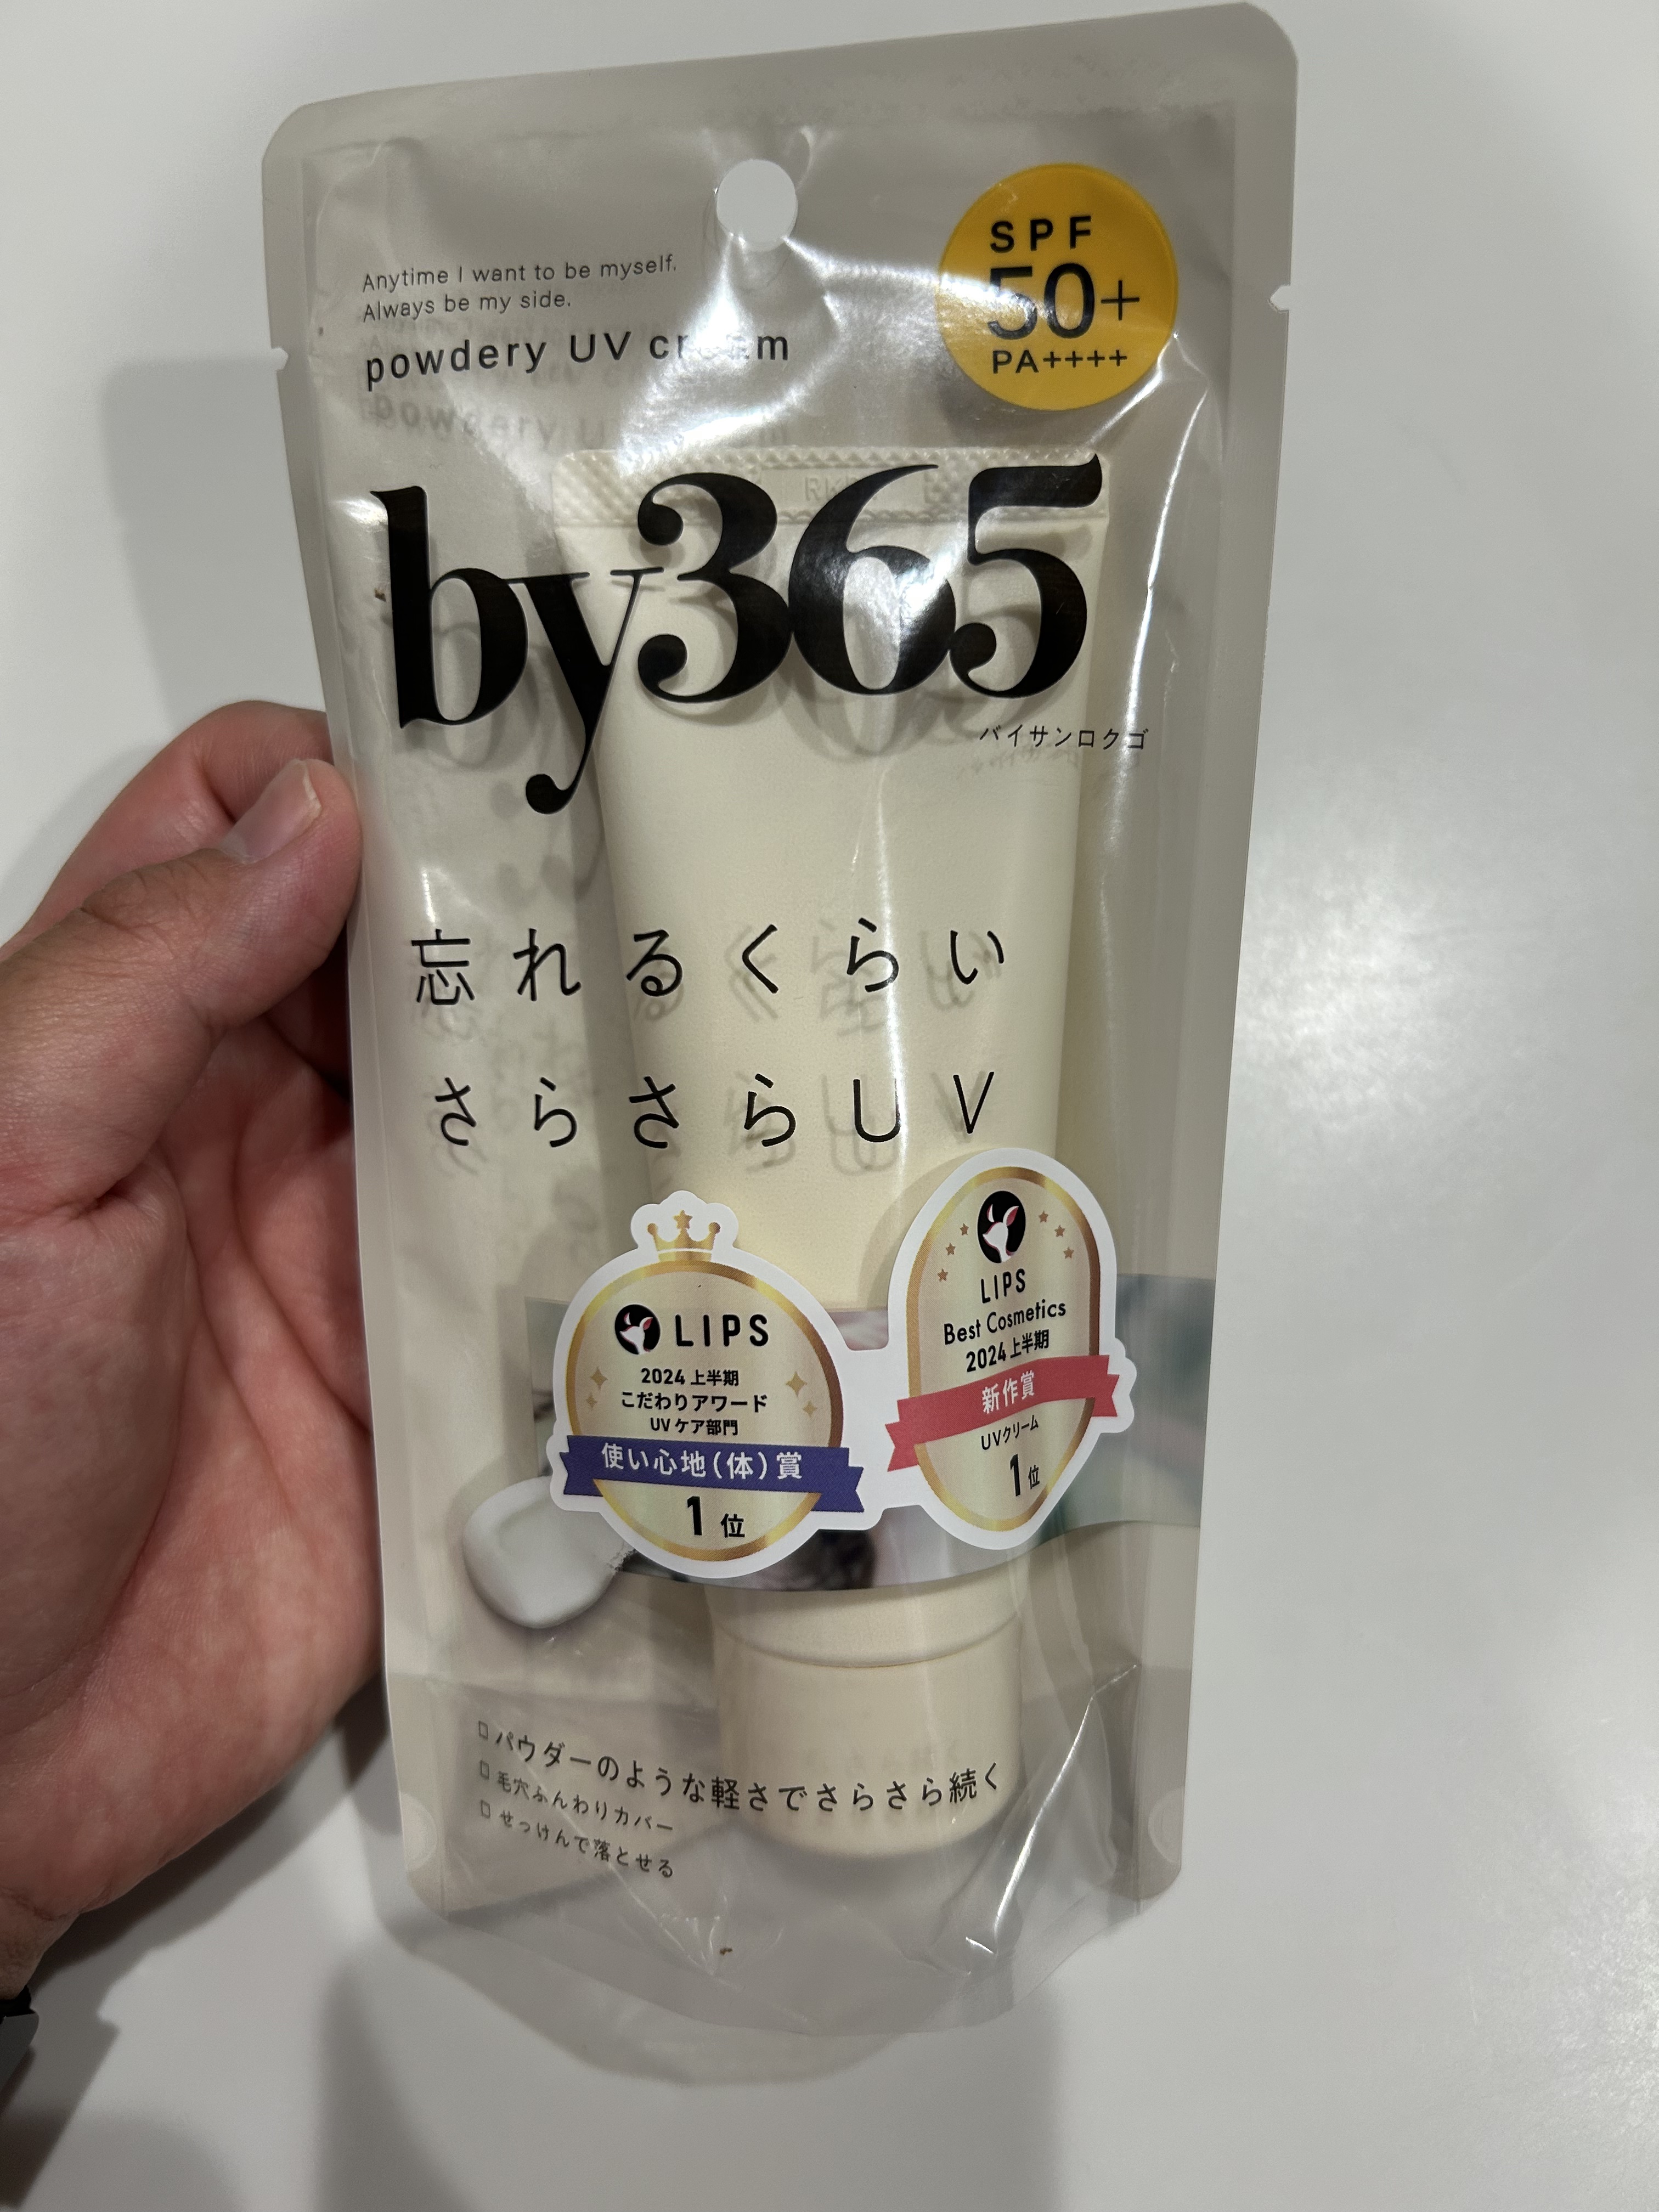 Anytime I want to be myself.
Always be my side.
powdery UV cream
SPF
50+
PA++++
by365
バイサンロクゴ
忘れるくらい
さらさらUV
LIPS
2024 上半期
こだわりアワード
UV ケア部門
使い心地(体)賞
1 位
LIPS
Best Cosmetics
2024 上半期
新作賞
UVクリーム
1 位
パウダーのような軽さでさらさら続く
毛穴ふんわりカバー
せっけんで落とせる